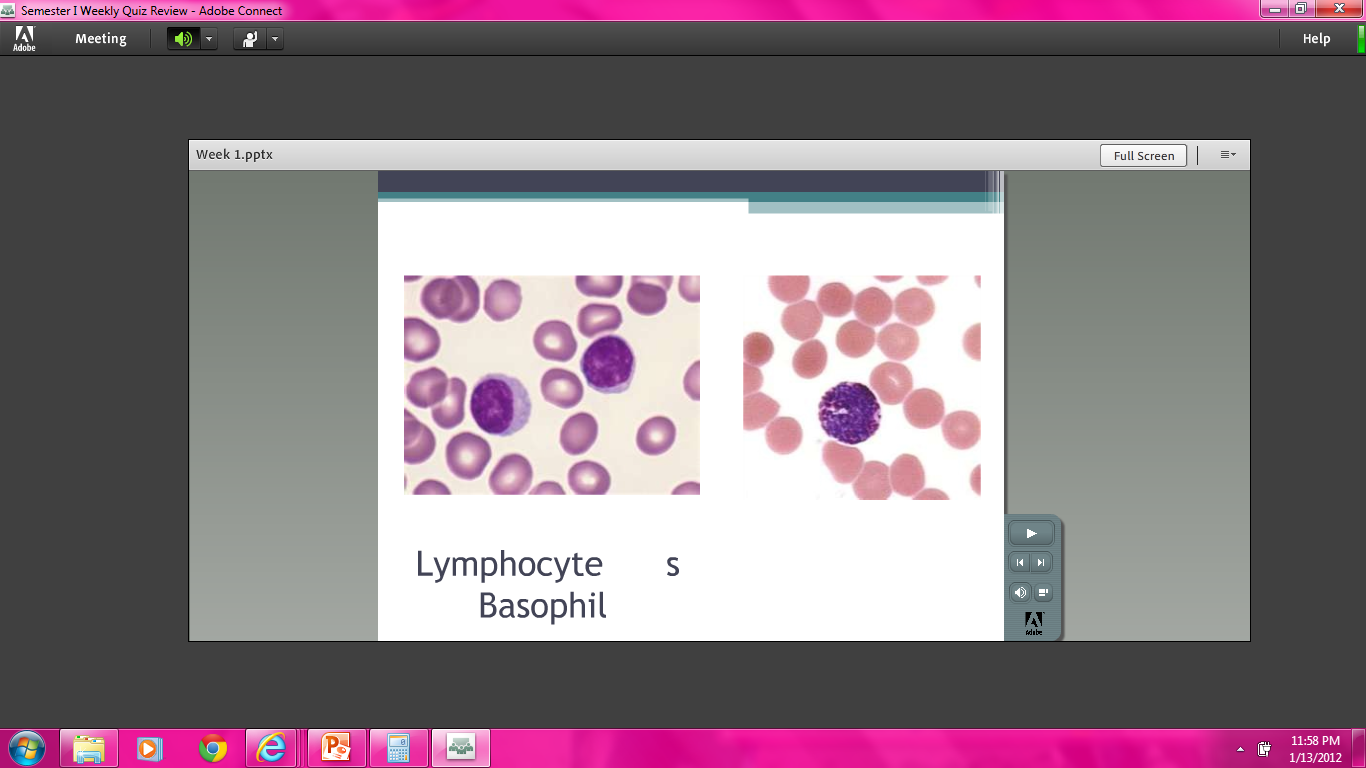 Semester I Weekly Quiz Review - Adobe Connect
Adobe Meeting Help
Week 1.pptx Full Screen
Lymphocyte s
Basophil
Adobe
11:58 PM
1/13/2012